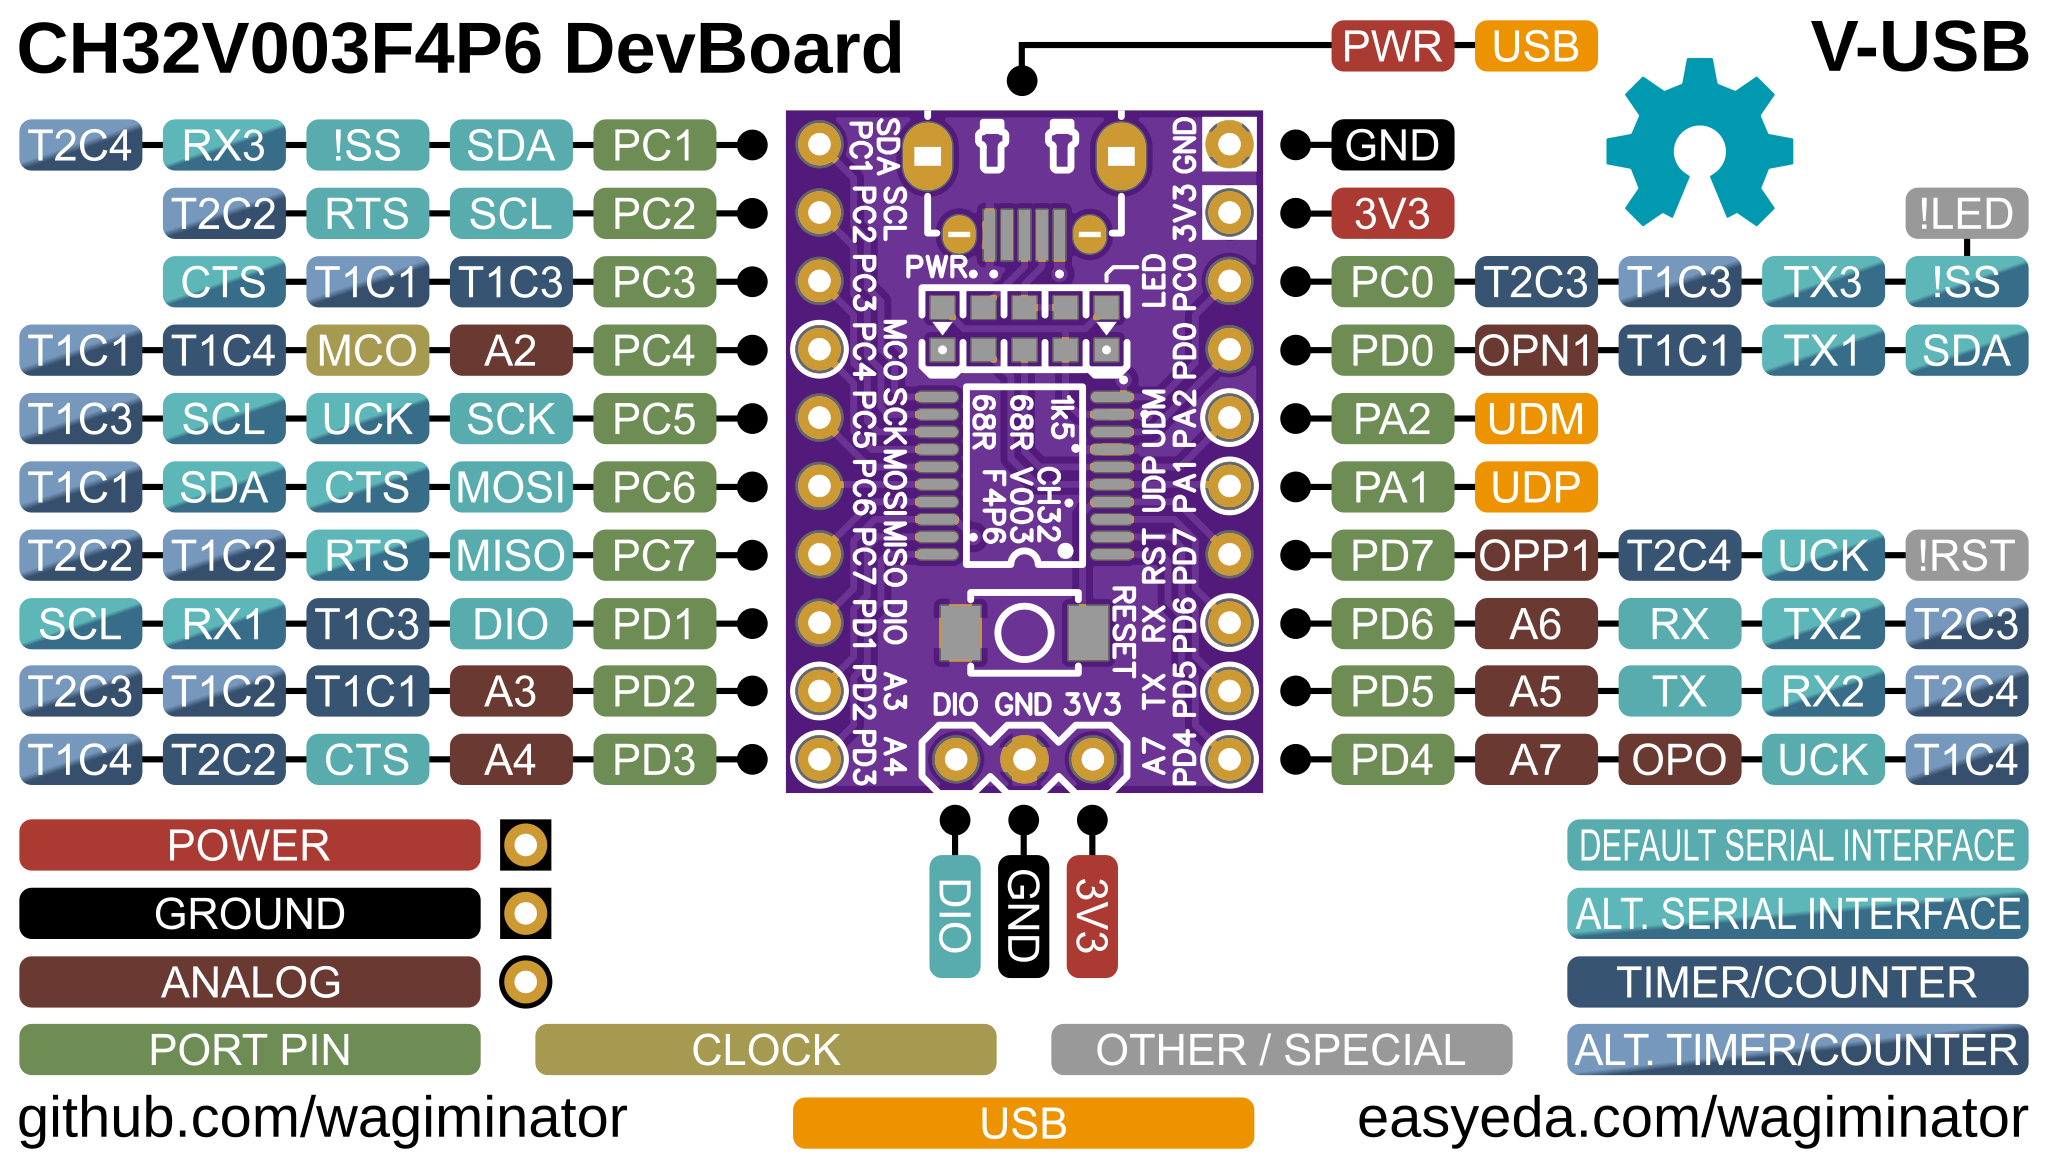 CH32V003F4P6 DevBoard
PWR USB
V-USB
T2C4 RX3 !SS SDA PC1
T2C2 RTS SCL PC2
CTS T1C1 T1C3 PC3
T1C1 T1C4 MCO A2 PC4
T1C3 SCL UCK SCK PC5
T1C1 SDA CTS MOSI PC6
T2C2 T1C2 RTS MISO PC7
SCL RX1 T1C3 DIO PD1
T2C3 T1C2 T1C1 A3 PD2
T1C4 T2C2 CTS A4 PD3
SDA SCL MCO SCK MOSI MISO DIO A3 A4
PC1 PC2 PC3 PC4 PC5 PC6 PC7 PD1 PD2 PD3
PWR
LED
1k5
68R
68R
CH32
V003
F4P6
RESET
DIO GND 3V3
UDM UDP RST RX TX A7
GND 3V3 PC0 PD0 PA2 PA1 PD7 PD6 PD5 PD4
GND
3V3
!LED
PC0 T2C3 T1C3 TX3 !SS
PD0 OPN1 T1C1 TX1 SDA
PA2 UDM
PA1 UDP
PD7 OPP1 T2C4 UCK !RST
PD6 A6 RX TX2 T2C3
PD5 A5 TX RX2 T2C4
PD4 A7 OPO UCK T1C4
DIO GND 3V3
POWER
GROUND
ANALOG
PORT PIN
CLOCK
OTHER / SPECIAL
DEFAULT SERIAL INTERFACE
ALT. SERIAL INTERFACE
TIMER/COUNTER
ALT. TIMER/COUNTER
github.com/wagiminator
USB
easyeda.com/wagiminator